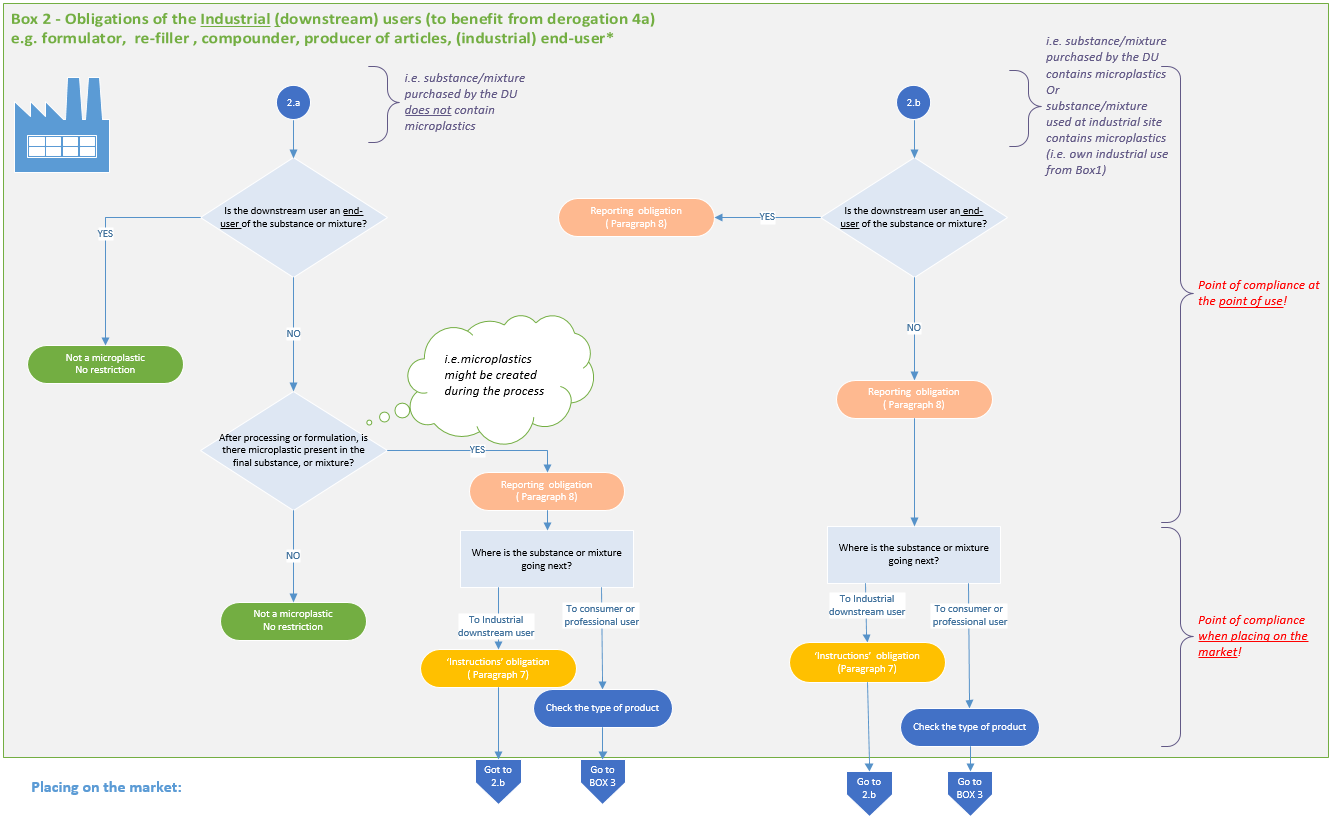 Box 2 - Obligations of the Industrial (downstream) users (to benefit from derogation 4a)
e.g. formulator, re-filler , compounder, producer of articles, (industrial) end-user*
2.a
i.e. substance/mixture
purchased by the DU
does not contain
microplastics
Is the downstream user an end-
user of the substance or mixture?
YES
Not a microplastic
No restriction
NO
i.e.microplastics
might be created
during the process
After processing or formulation, is
there microplastic present in the
final substance, or mixture?
YES
Reporting obligation
( Paragraph 8)
NO
Not a microplastic
No restriction
Where is the substance or mixture
going next?
To Industrial
downstream user
To consumer or
professional user
'Instructions' obligation
( Paragraph 7)
Check the type of product
Got to
2.b
Go to
BOX 3
2.b
i.e. substance/mixture
purchased by the DU
contains microplastics
Or
substance/mixture
used at industrial site
contains microplastics
(i.e. own industrial use
from Box1)
Is the downstream user an end-
user of the substance or mixture?
YES
Reporting obligation
( Paragraph 8)
NO
Reporting obligation
( Paragraph 8)
Where is the substance or mixture
going next?
To Industrial
downstream user
To consumer or
professional user
'Instructions' obligation
(Paragraph 7)
Check the type of product
Go to
2.b
Go to
BOX 3
Point of compliance at
the point of use!
Point of compliance
when placing on the
market!
Placing on the market: